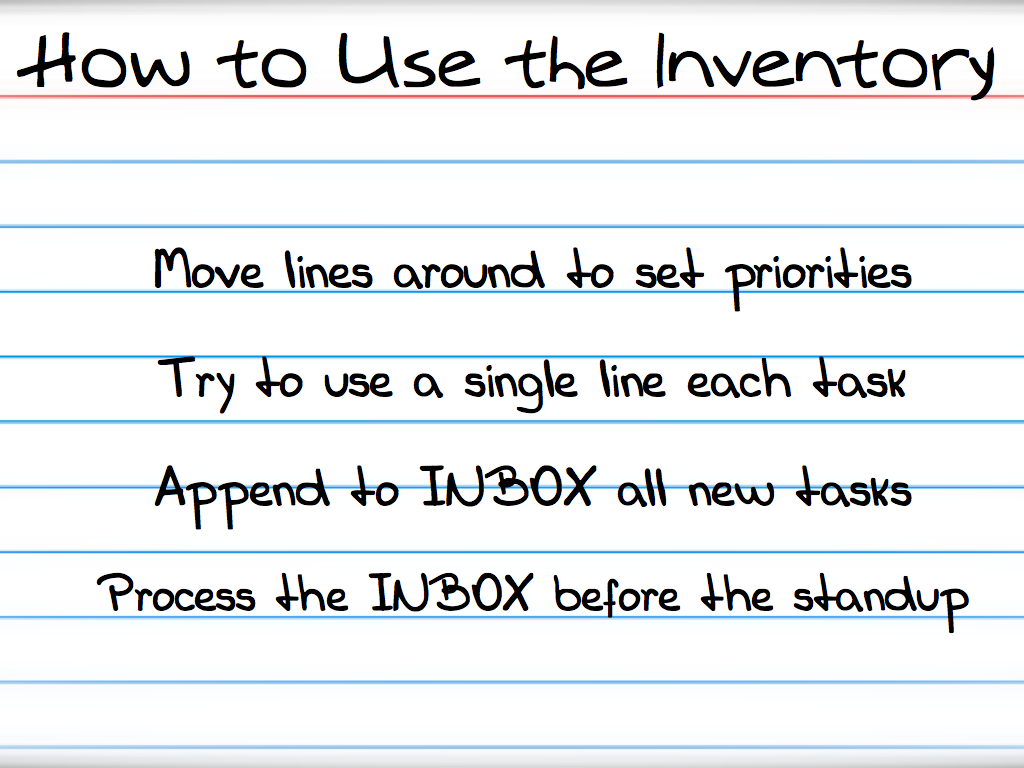 How to Use the Inventory
Move lines around to set priorities
Try to use a single line each task
Append to INBOX all new tasks
Process the INBOX before the standup